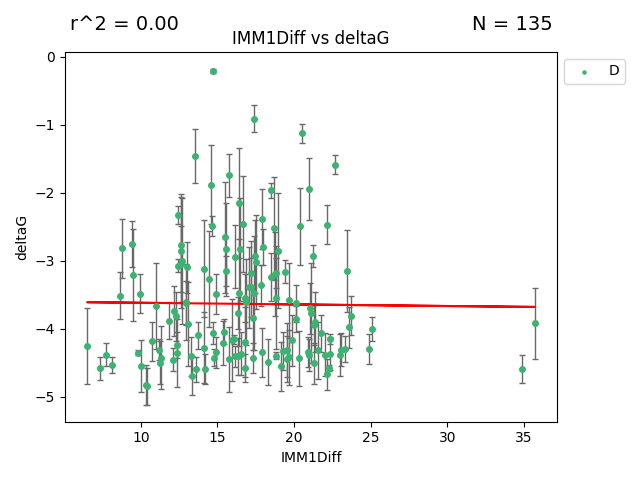 r^2 = 0.00
N = 135
IMM1Diff vs deltaG
D
0
−1
−2
−3
−4
−5
deltaG
10
15
20
25
30
35
IMM1Diff